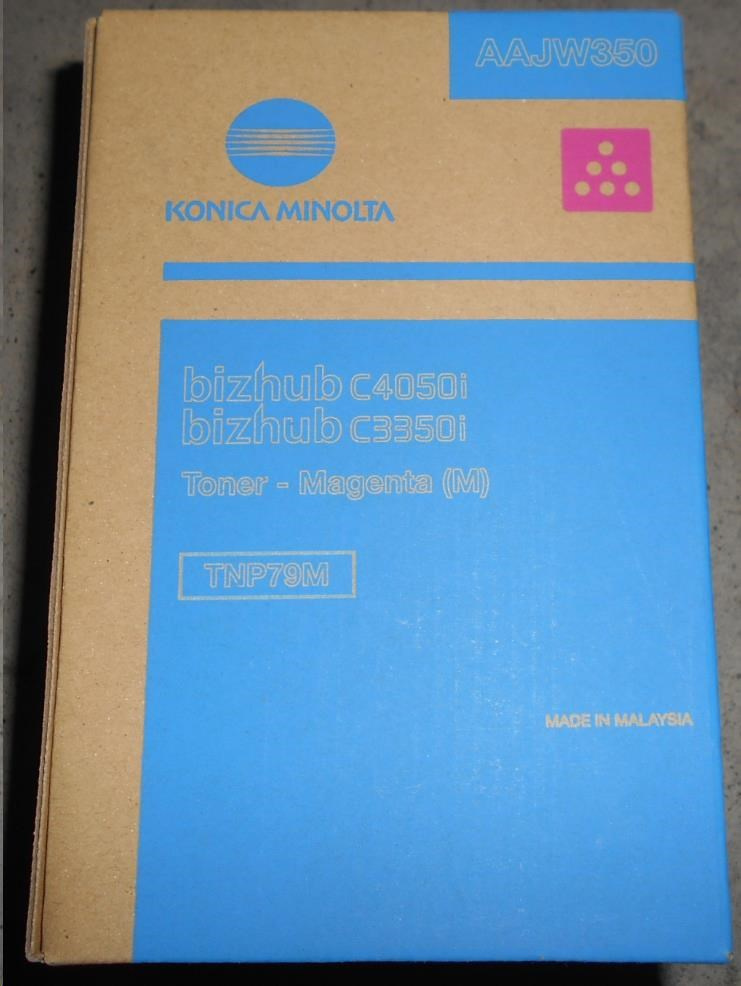 AAJW350
KONICA MINOLTA
bizhub C4050i
bizhub C3350i
Toner - Magenta (M)
TNP79M
MADE IN MALAYSIA